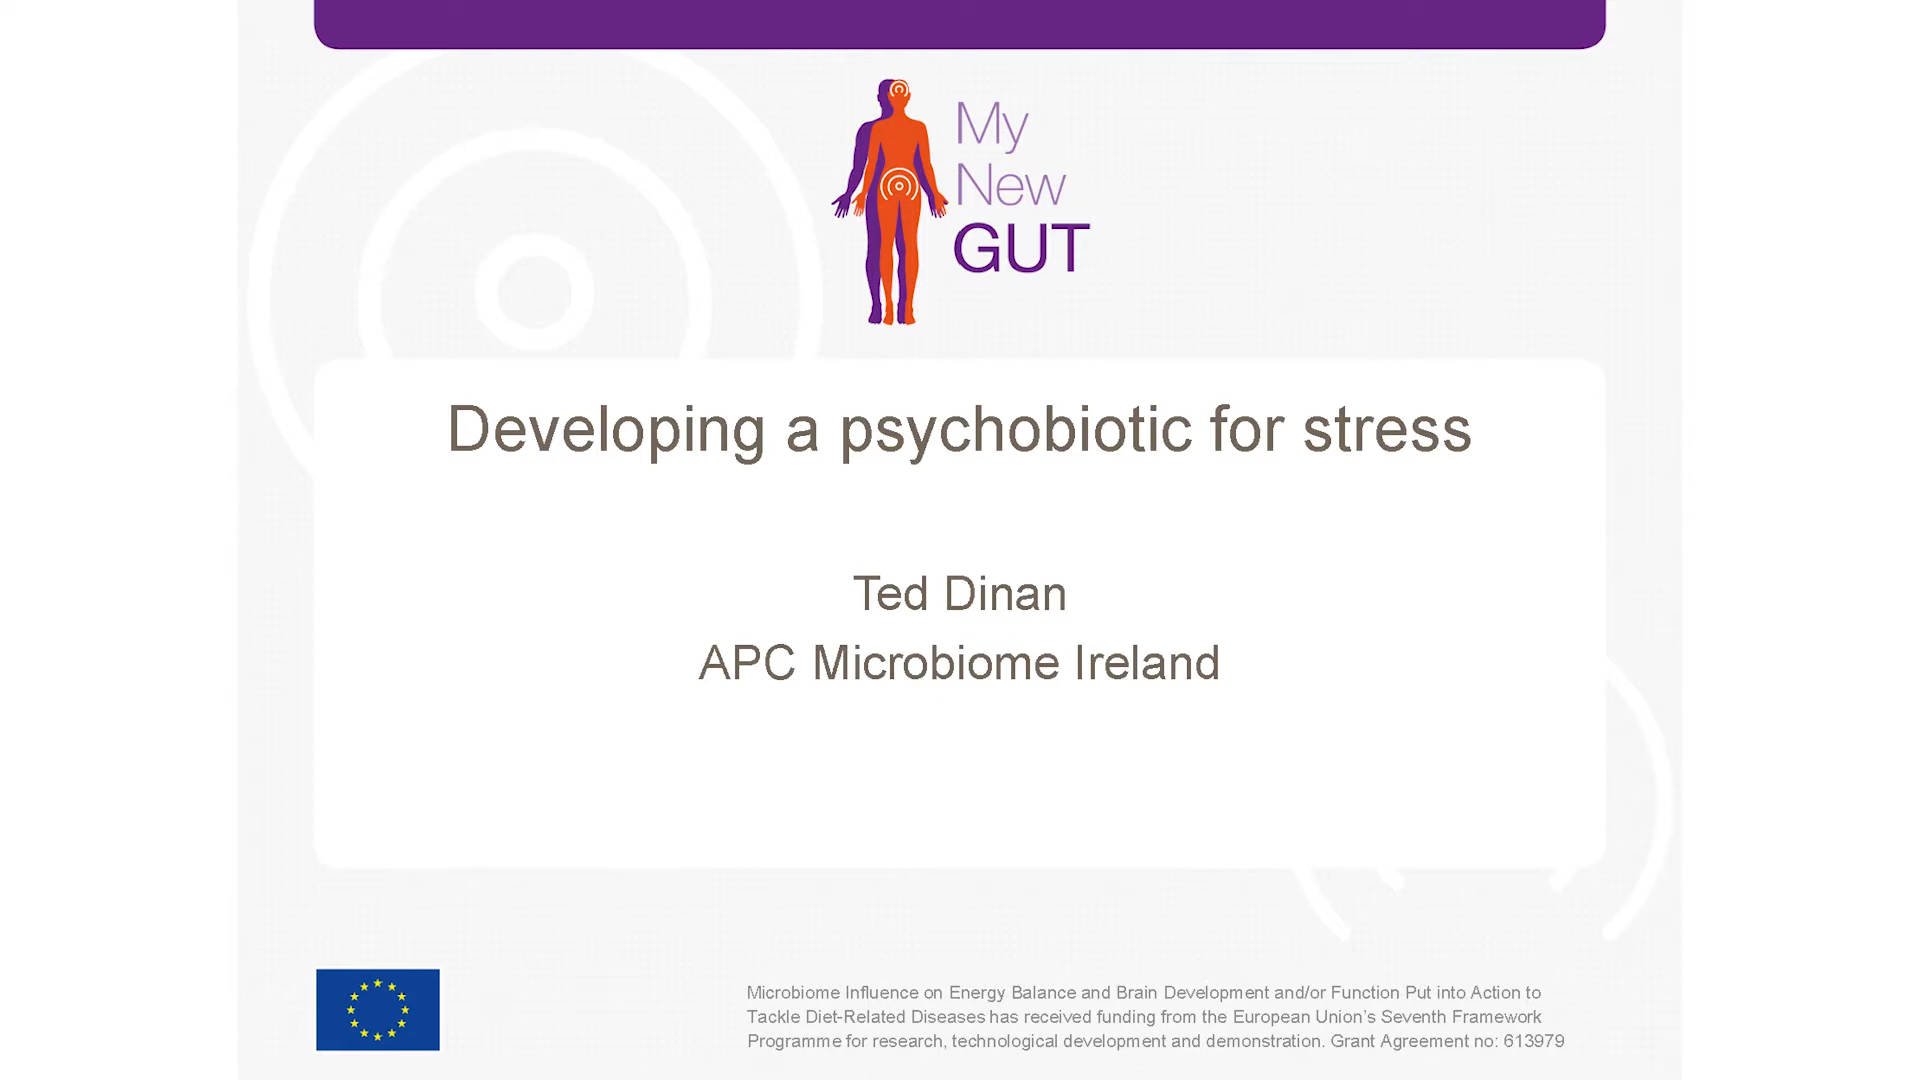 My
New
GUT
Developing a psychobiotic for stress
Ted Dinan
APC Microbiome Ireland
Microbiome Influence on Energy Balance and Brain Development and/or Function Put into Action to
Tackle Diet-Related Diseases has received funding from the European Union's Seventh Framework
Programme for research, technological development and demonstration. Grant Agreement no: 613979